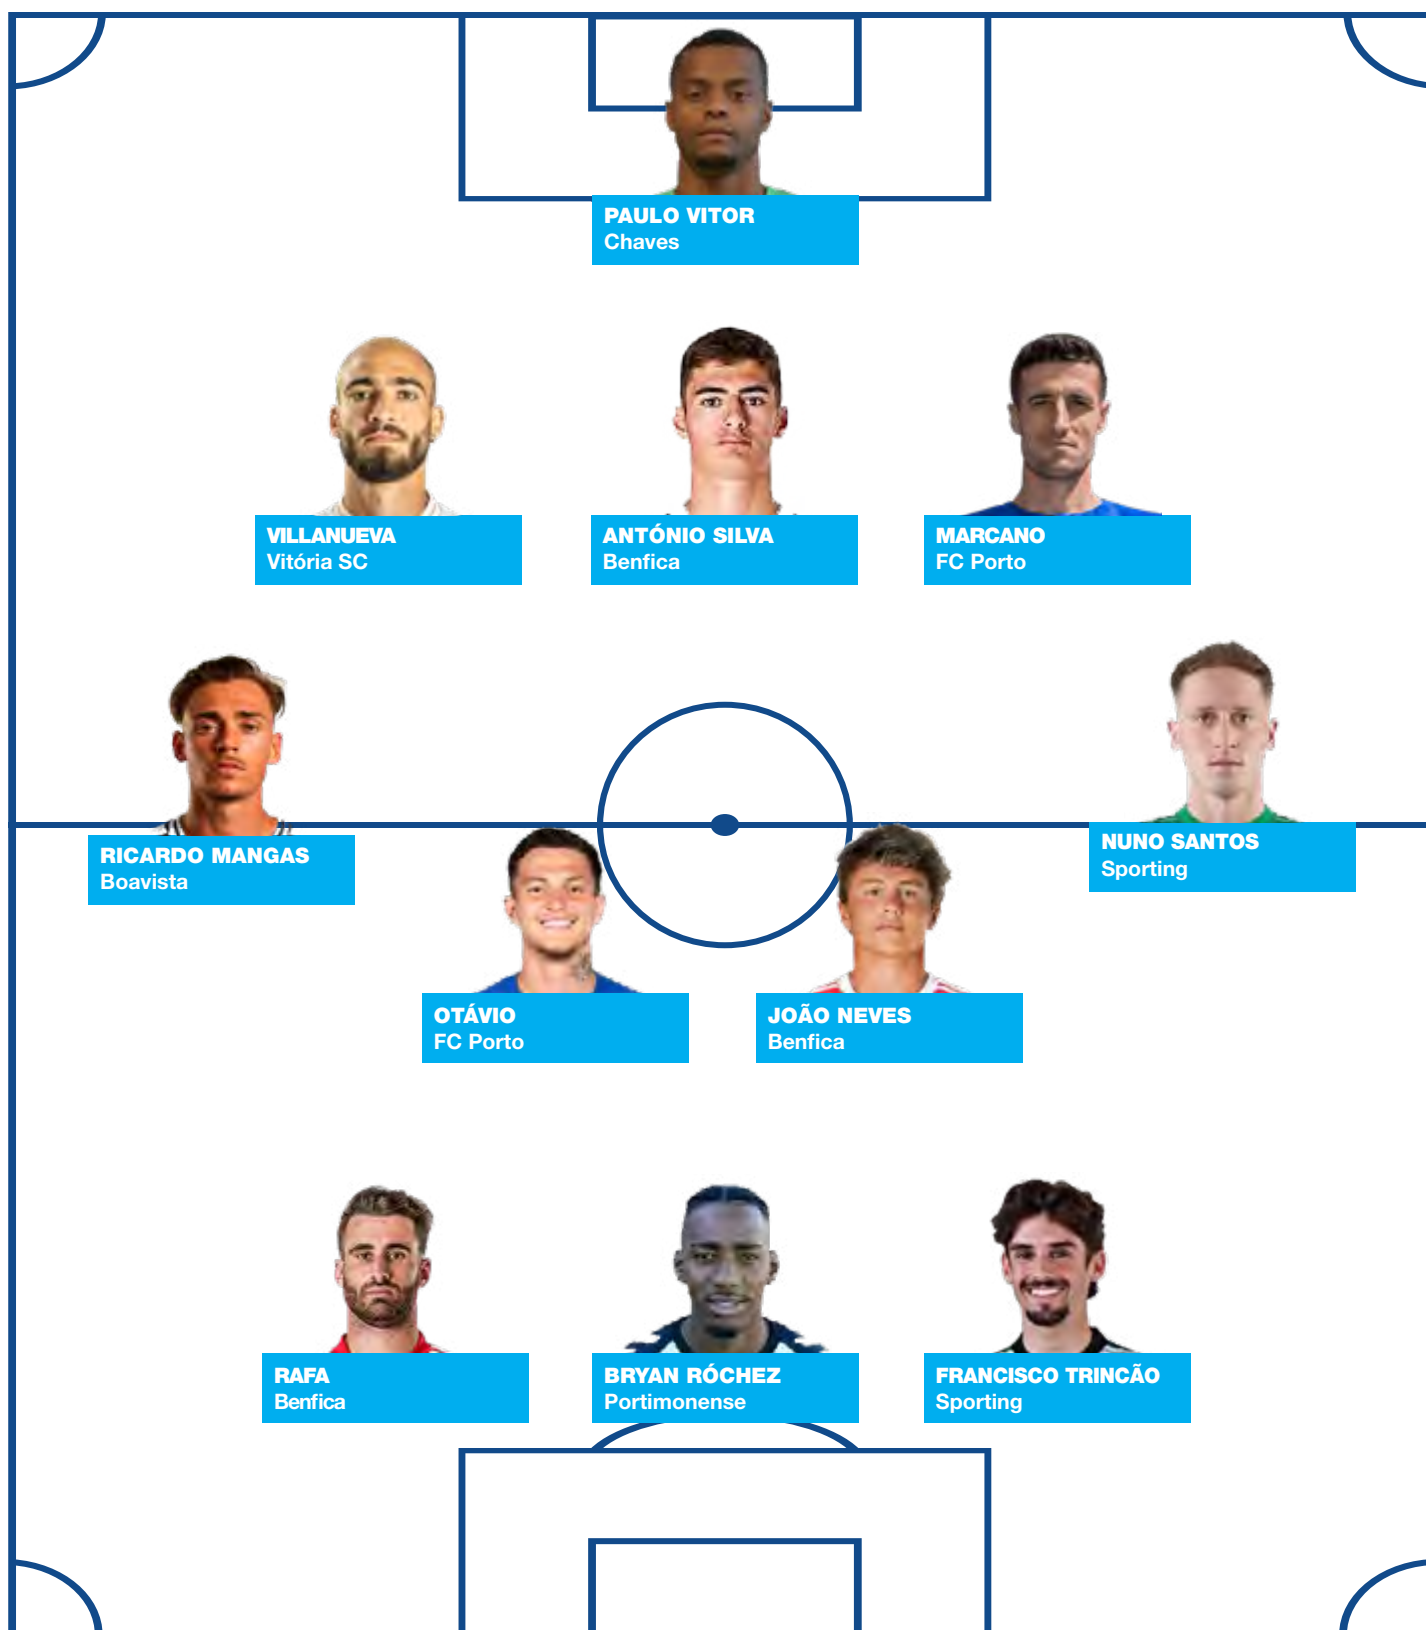 PAULO VITOR
Chaves
VILLANUEVA
Vitória SC
ANTÓNIO SILVA
Benfica
MARCANO
FC Porto
RICARDO MANGAS
Boavista
NUNO SANTOS
Sporting
OTÁVIO
FC Porto
JOÃO NEVES
Benfica
RAFA
Benfica
BRYAN RÓCHEZ
Portimonense
FRANCISCO TRINCÃO
Sporting